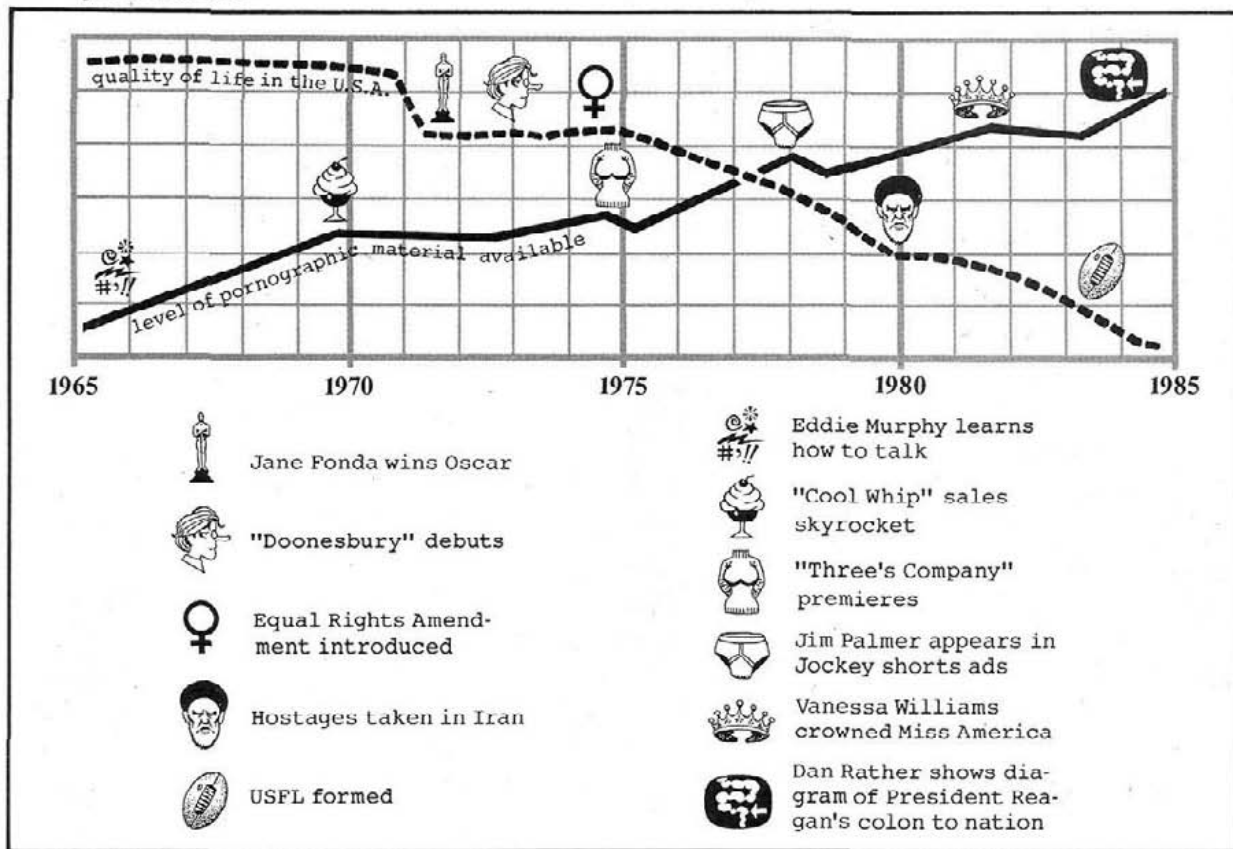 quality of life in the U.S.A.
#,!!
level of pornographic material available
1965 1970 1975 1980 1985
Jane Fonda wins Oscar
"Doonesbury" debuts
Equal Rights Amend-
ment introduced
Hostages taken in Iran
USFL formed
#,!!
Eddie Murphy learns
how to talk
"Cool Whip" sales
skyrocket
"Three's Company"
premieres
Jim Palmer appears in
Jockey shorts ads
Vanessa Williams
crowned Miss America
Dan Rather shows dia-
gram of President Rea-
gan's colon to nation